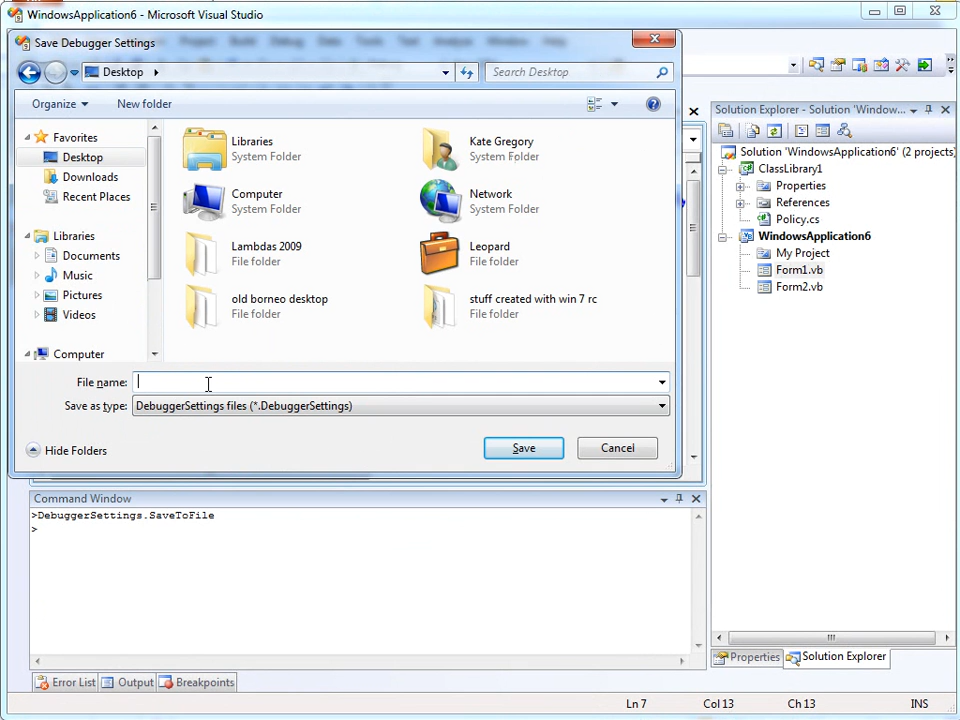 WindowsApplication6 - Microsoft Visual Studio
Save Debugger Settings
Desktop
Search Desktop
Organize
New folder
Favorites
Desktop
Downloads
Recent Places
Libraries
Documents
Music
Pictures
Videos
Computer
Libraries
System Folder
Kate Gregory
System Folder
Computer
System Folder
Network
System Folder
Lambdas 2009
File folder
Leopard
File folder
old borneo desktop
File folder
stuff created with win 7 rc
File folder
File name:
Save as type: DebuggerSettings files (*.DebuggerSettings)
Hide Folders
Save
Cancel
Solution Explorer - Solution 'Window...
Solution 'WindowsApplication6' (2 projects)
ClassLibrary1
Properties
References
Policy.cs
WindowsApplication6
My Project
Form1.vb
Form2.vb
Properties
Solution Explorer
Command Window
>DebuggerSettings.SaveToFile
>
Error List
Output
Breakpoints
Ln 7
Col 13
Ch 13
INS